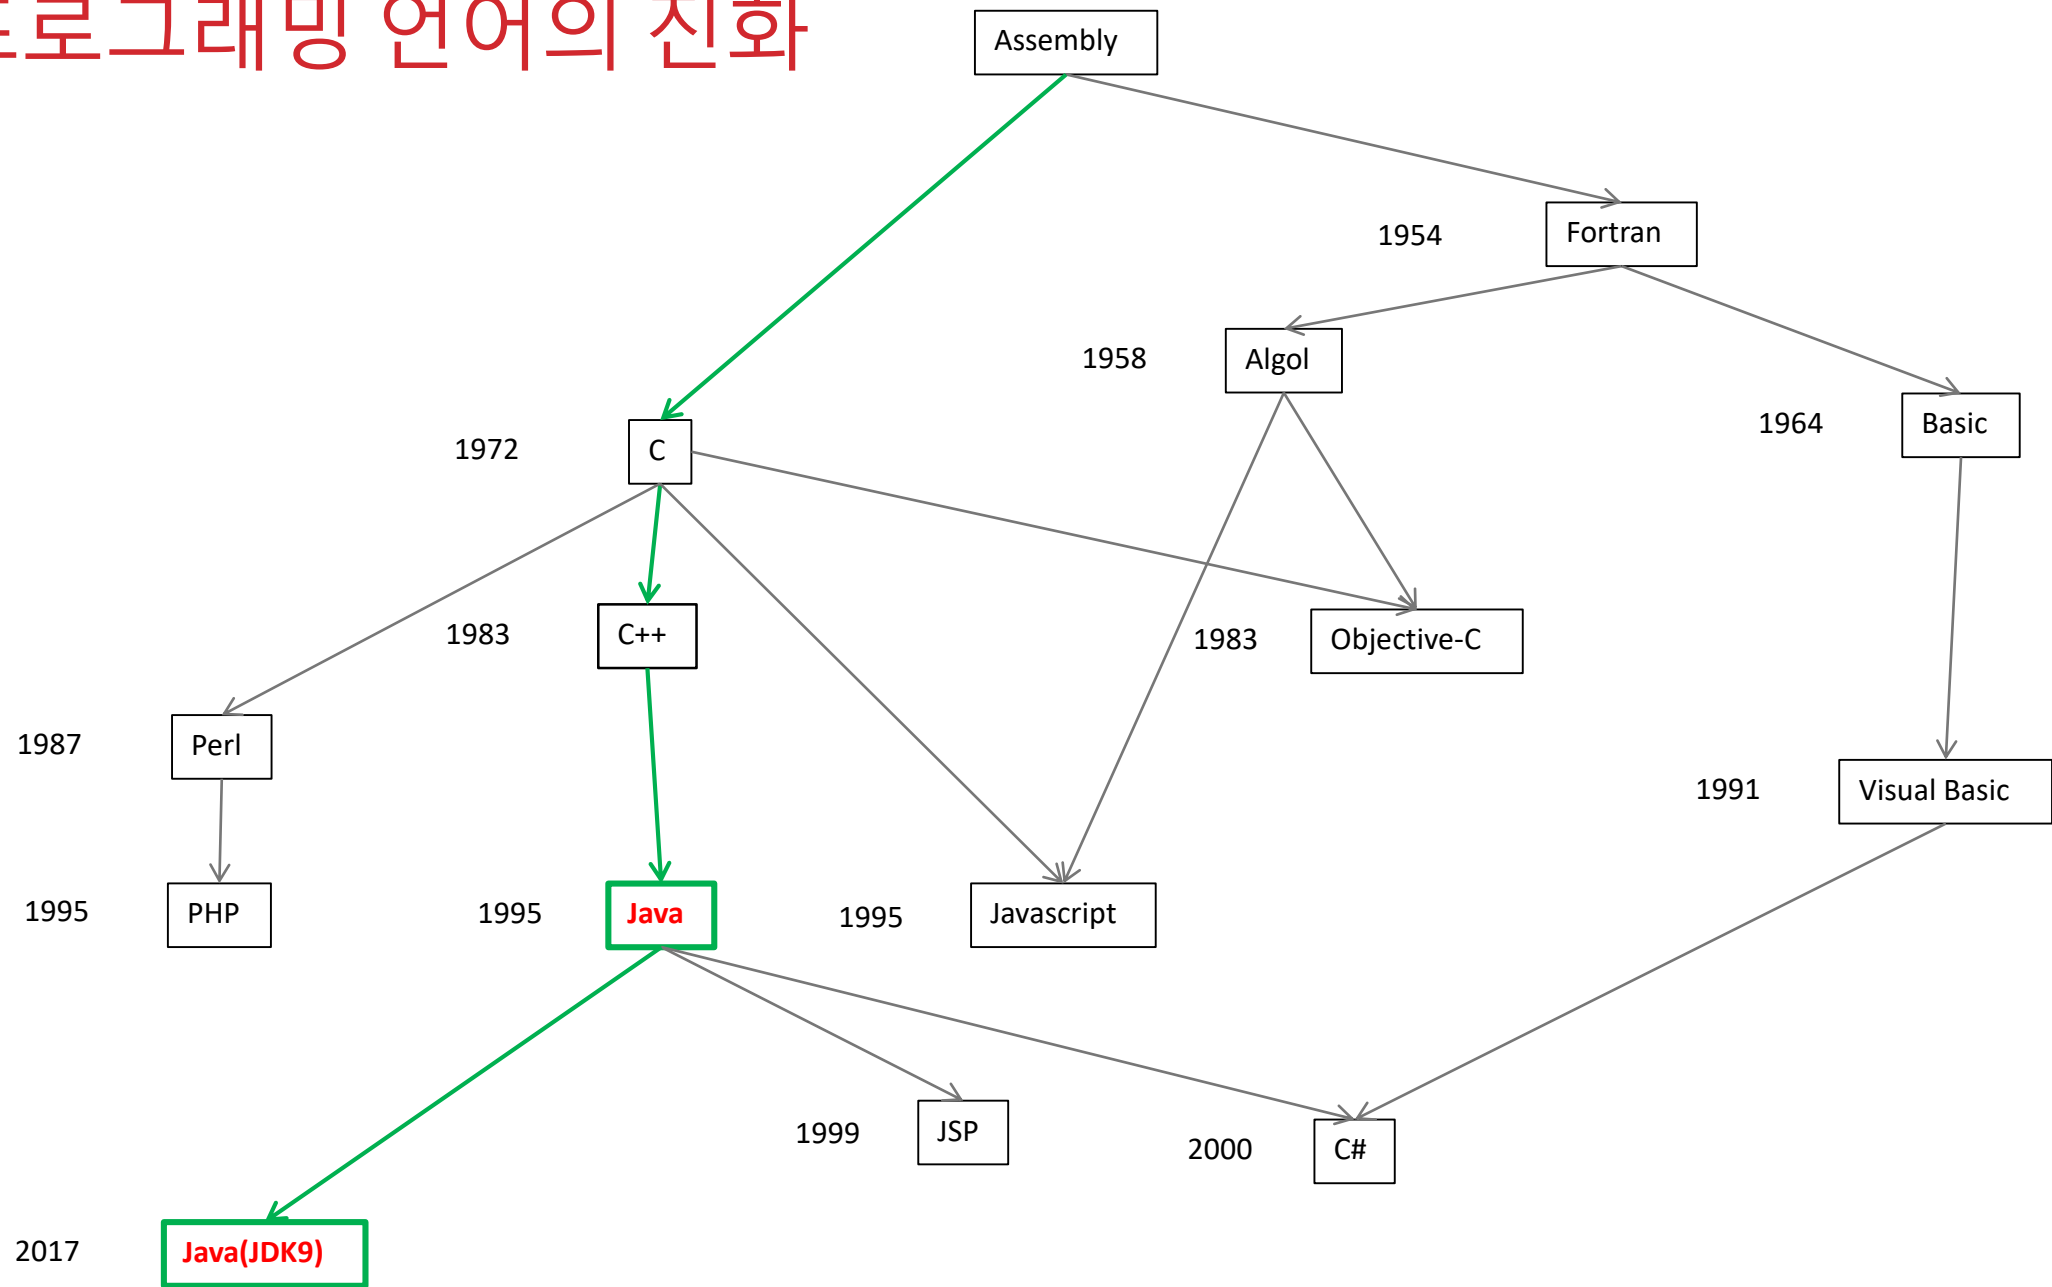 프로그래밍 언어의 진화
Assembly
1954
Fortran
1958
Algol
1964
Basic
1972
C
1983
C++
1983
Objective-C
1987
Perl
1991
Visual Basic
1995
PHP
1995
Java
1995
Javascript
1999
JSP
2000
C#
2017
Java(JDK9)